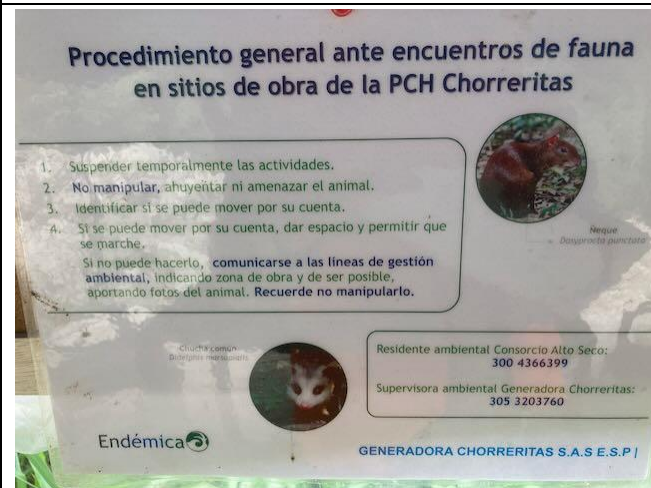 Procedimiento general ante encuentros de fauna
en sitios de obra de la PCH Chorreritas
1. Suspender temporalmente las actividades.
2. No manipular, ahuyentar ni amenazar el animal.
3. Identificar si se puede mover por su cuenta.
4. Si se puede mover por su cuenta, dar espacio y permitir que
se marche.
Si no puede hacerlo, comunicarse a las líneas de gestión
ambiental, indicando zona de obra y de ser posible,
aportando fotos del animal. Recuerde no manipularlo.
Ñeque
Dasyprocta punctata
Chucha común
Didelphis marsupialis
Residente ambiental Consorcio Alto Seco:
300 4366399
Supervisora ambiental Generadora Chorreritas:
305 3203760
Endémica
GENERADORA CHORRERITAS S.A.S E.S.P |